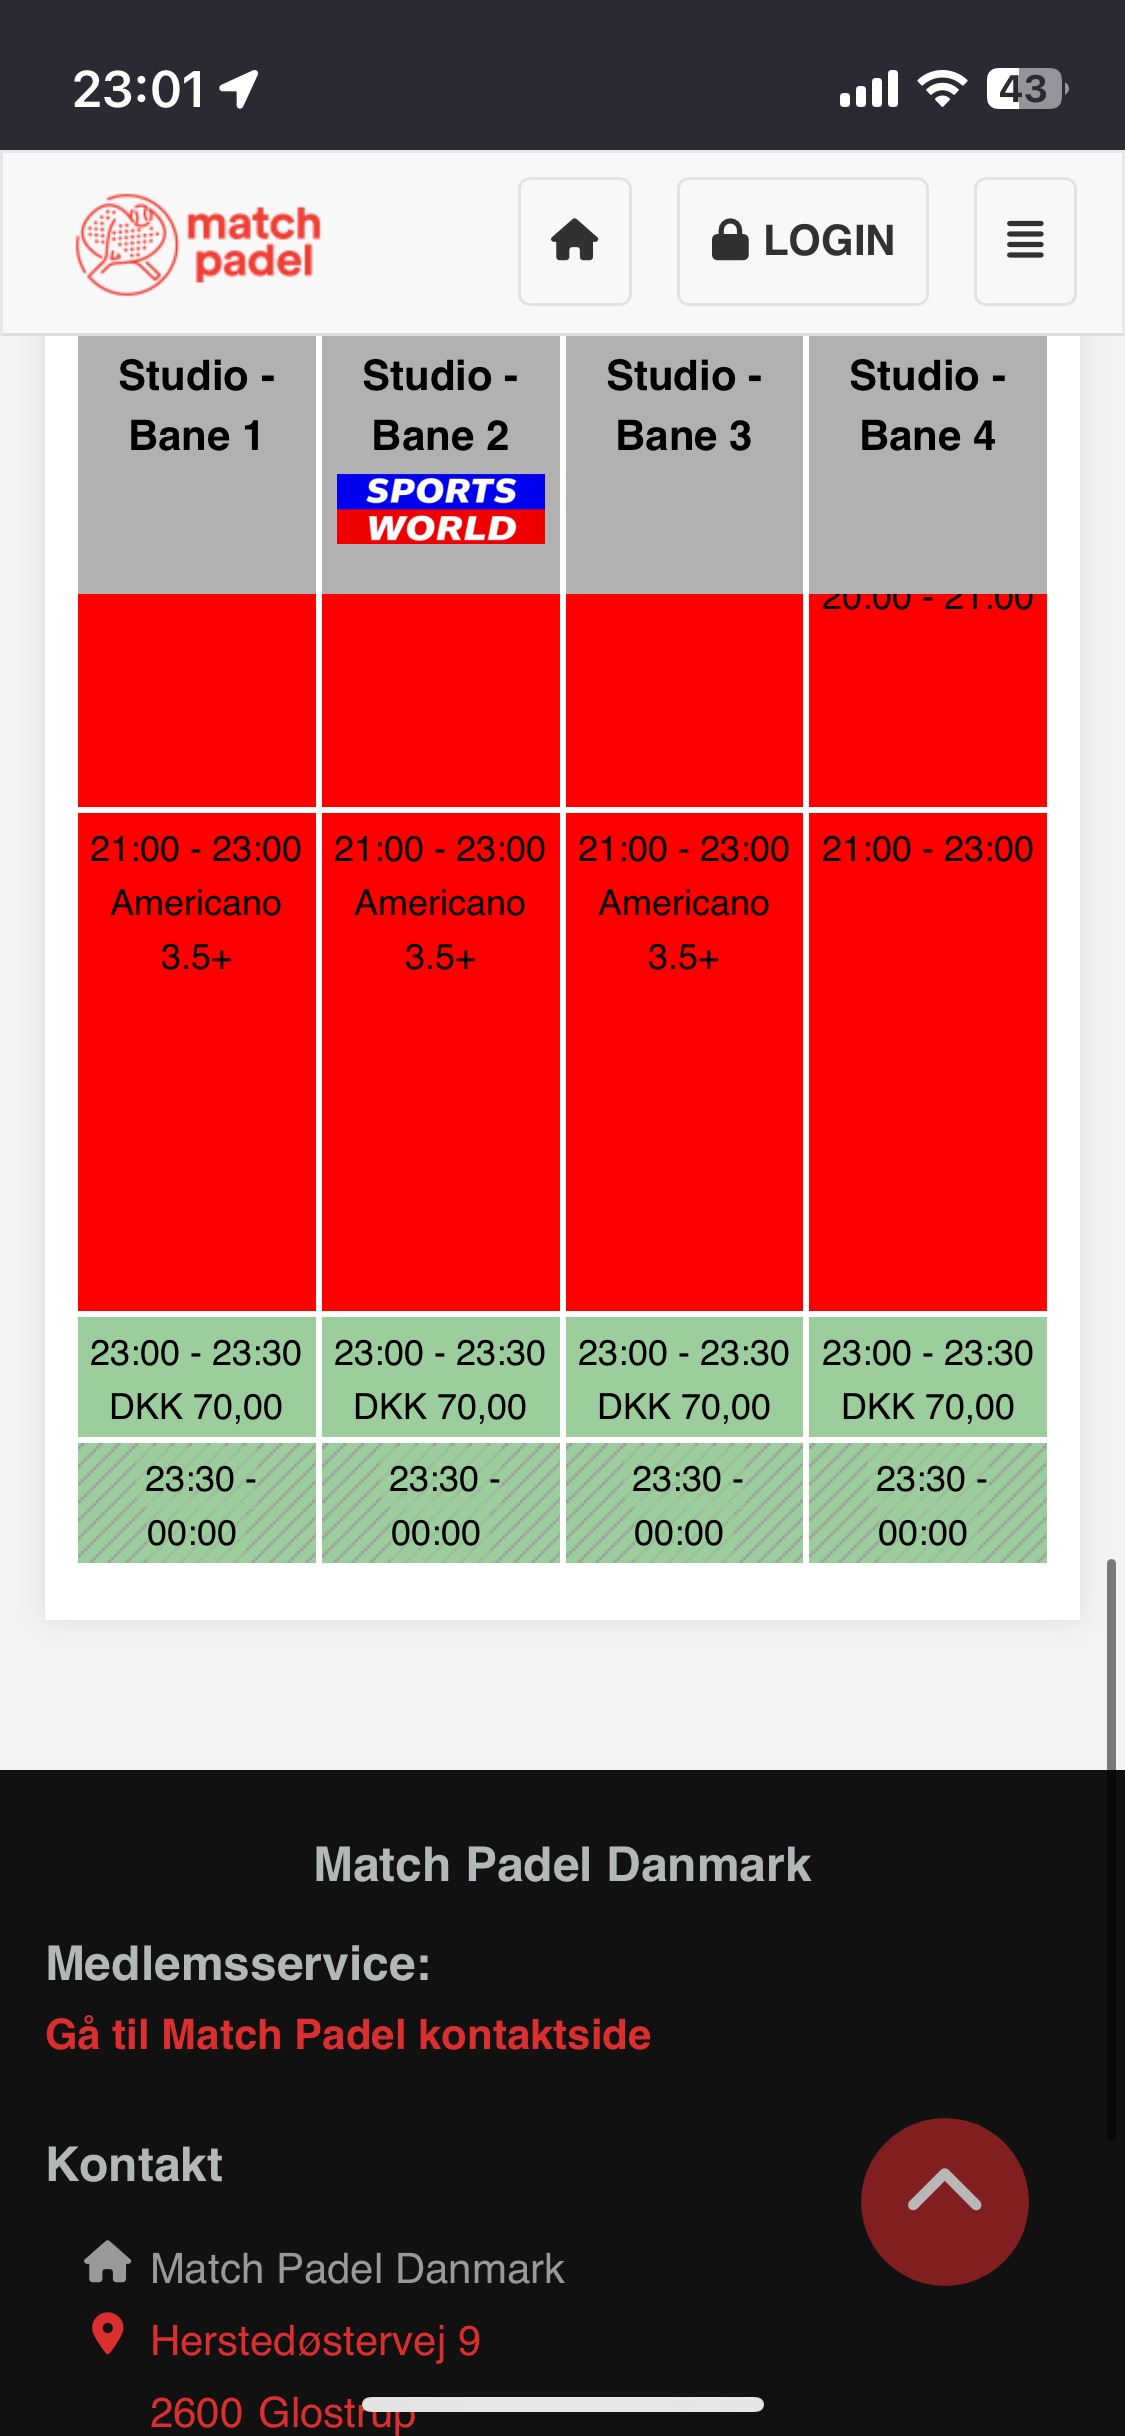 23:01
43
match
padel
LOGIN
Studio -
Bane 1
Studio -
Bane 2
SPORTS
WORLD
Studio -
Bane 3
Studio -
Bane 4
20:00 - 21:00
21:00 - 23:00
Americano
3.5+
21:00 - 23:00
Americano
3.5+
21:00 - 23:00
Americano
3.5+
21:00 - 23:00
23:00 - 23:30
DKK 70,00
23:00 - 23:30
DKK 70,00
23:00 - 23:30
DKK 70,00
23:00 - 23:30
DKK 70,00
23:30 -
00:00
23:30 -
00:00
23:30 -
00:00
23:30 -
00:00
Match Padel Danmark
Medlemsservice:
Gå til Match Padel kontaktside
Kontakt
Match Padel Danmark
Herstedøstervej 9
2600 Glostrup